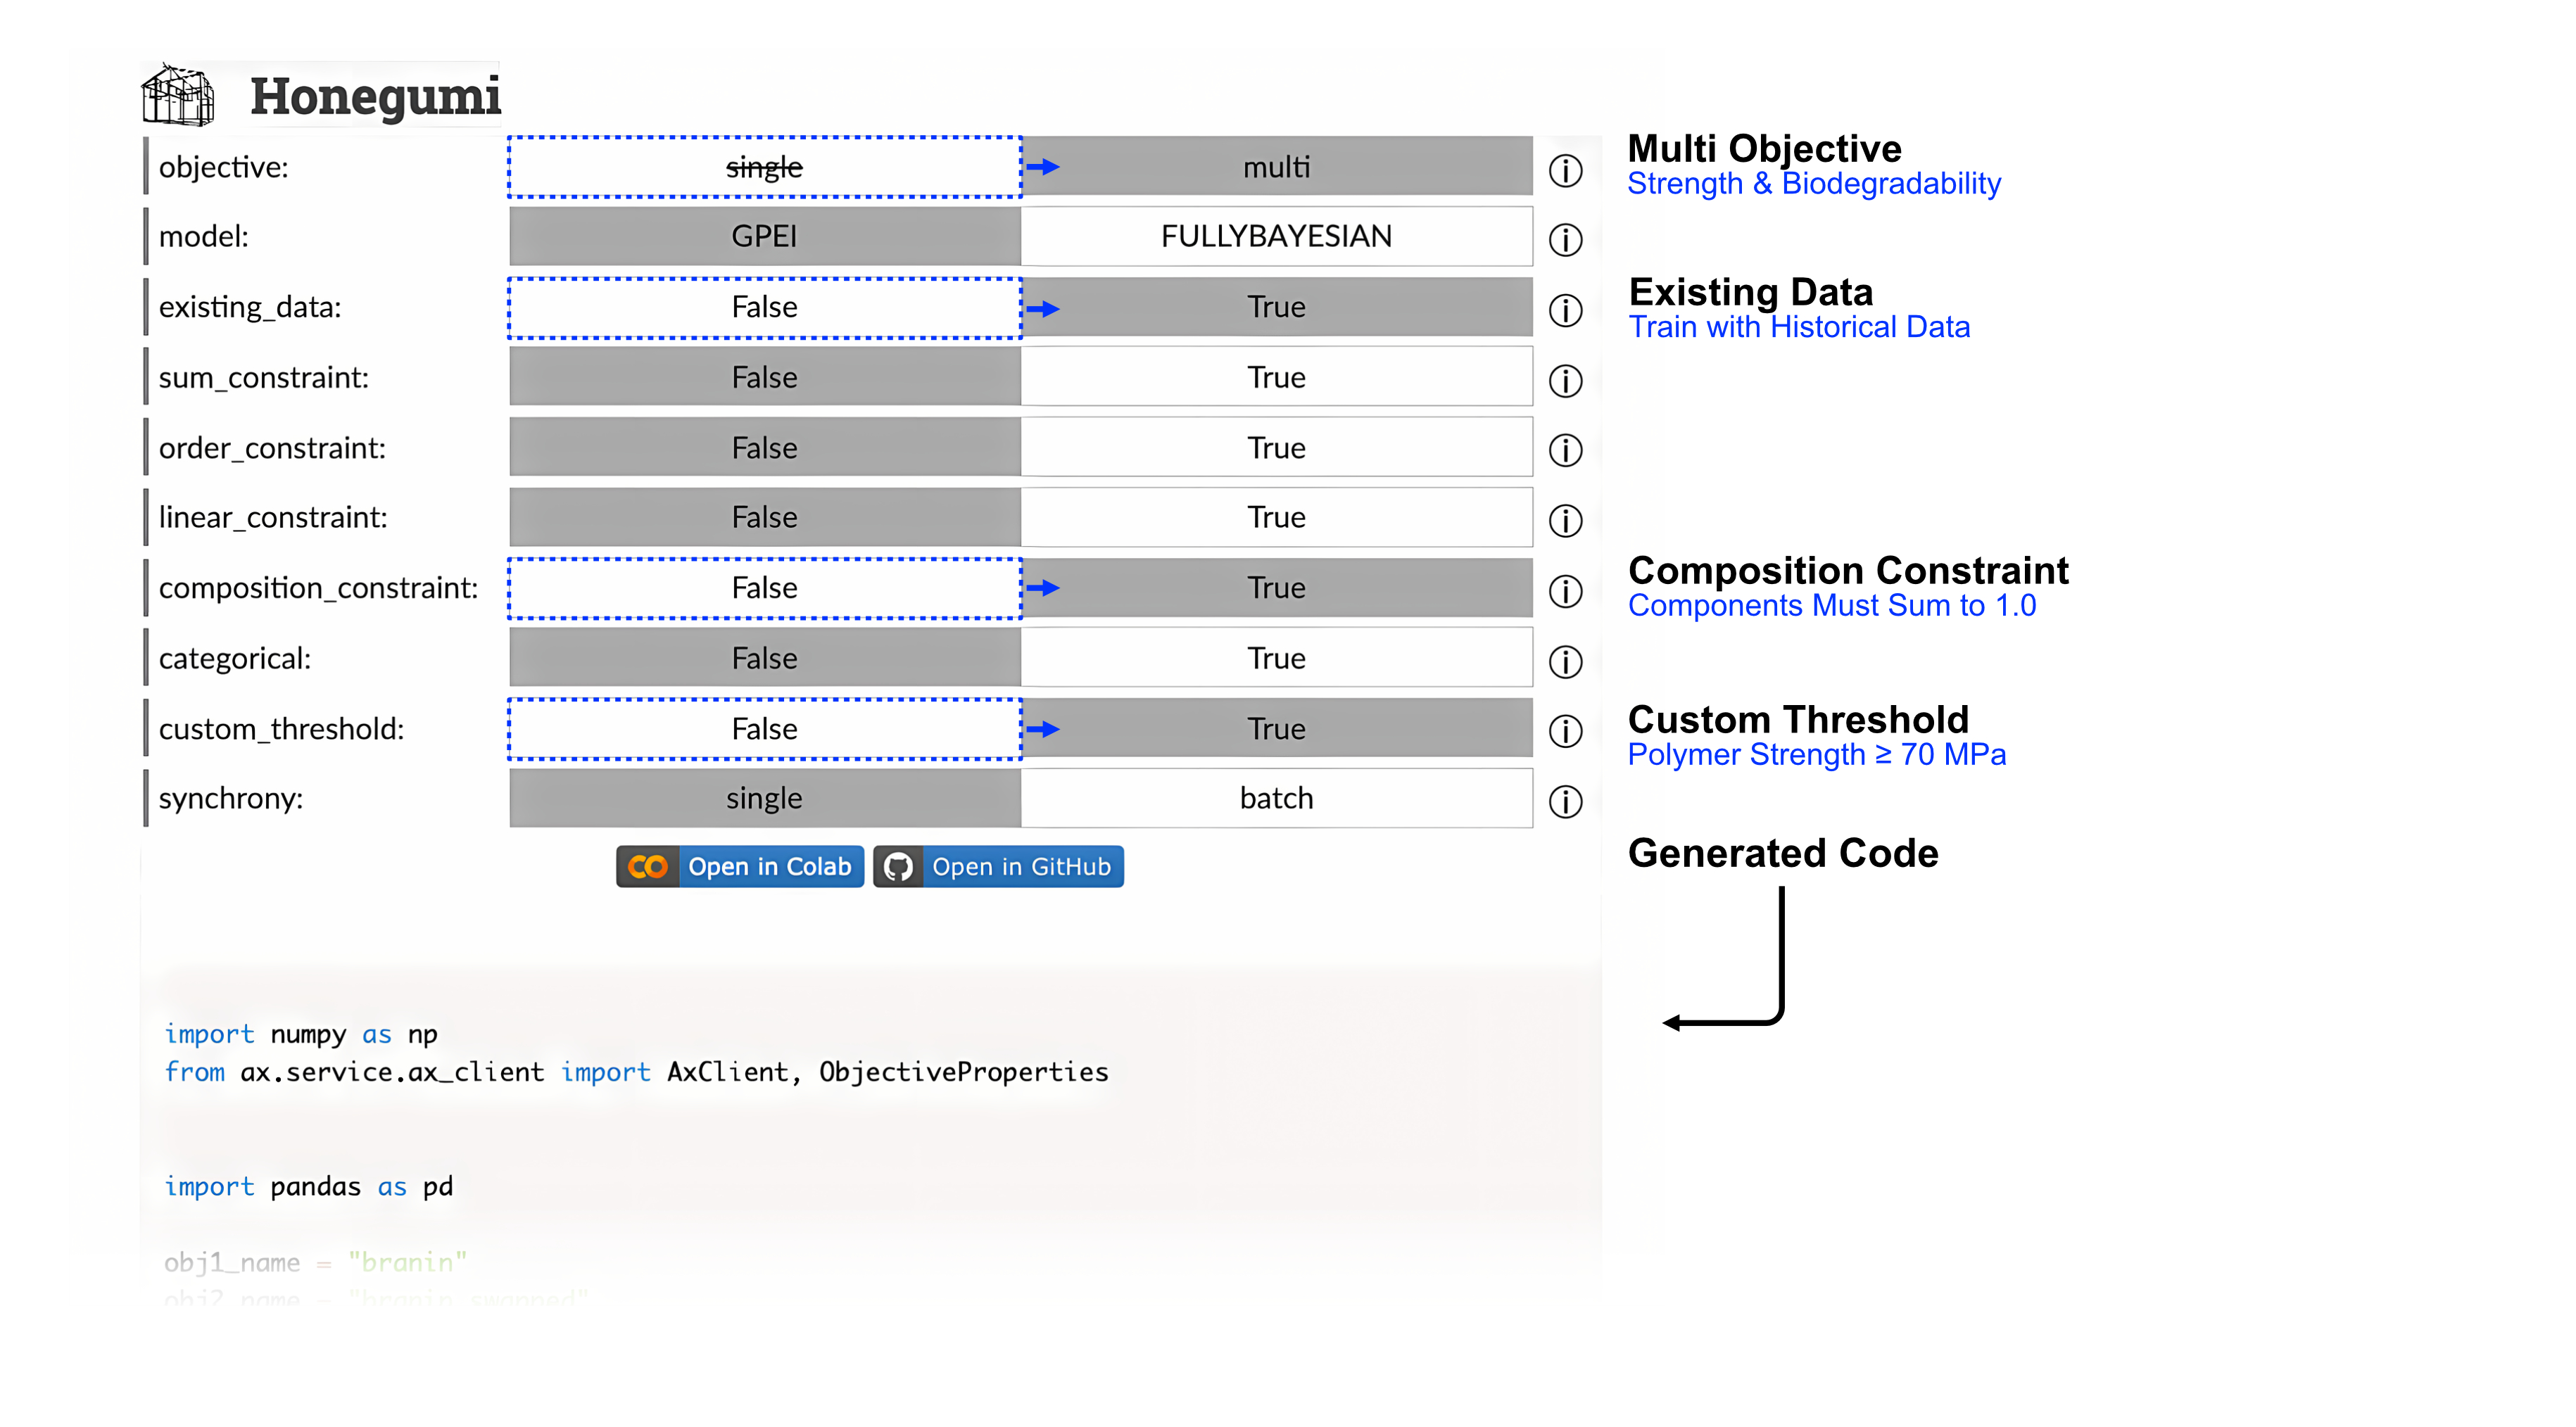 Honegumi
objective: single multi
Multi Objective
Strength & Biodegradability
model: GPEI FULLYBAYESIAN
existing_data: False True
Existing Data
Train with Historical Data
sum_constraint: False True
order_constraint: False True
linear_constraint: False True
composition_constraint: False True
Composition Constraint
Components Must Sum to 1.0
categorical: False True
custom_threshold: False True
Custom Threshold
Polymer Strength ≥ 70 MPa
synchrony: single batch
Open in Colab Open in GitHub
Generated Code
import numpy as np
from ax.service.ax_client import AxClient, ObjectiveProperties
import pandas as pd
obj1_name = "branin"
obj2_name = "branin_swapped"